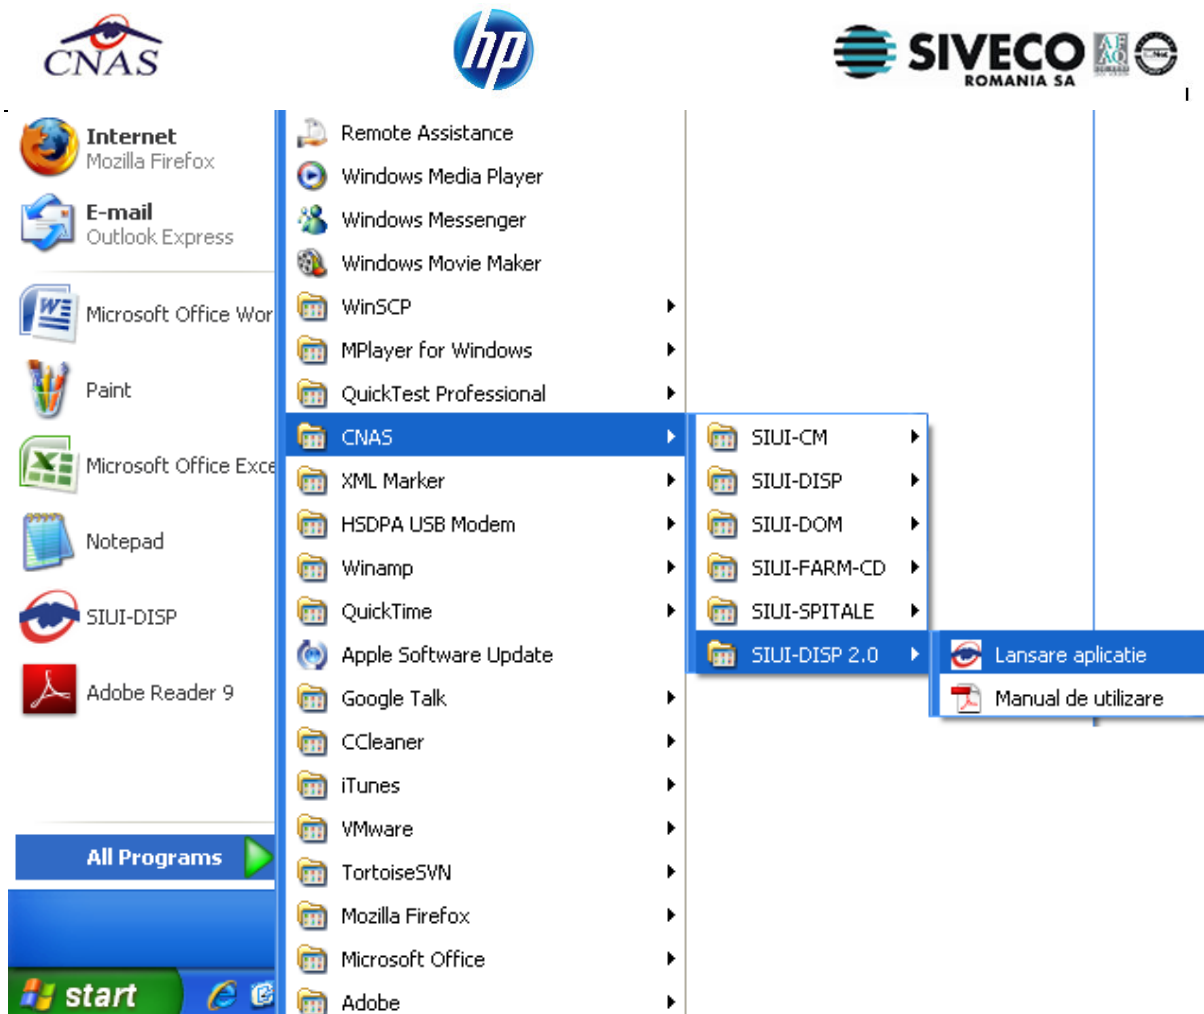 CNAS
hp
SIVECO
ROMANIA SA
Internet
Mozilla Firefox
E-mail
Outlook Express
Microsoft Office Wor
Paint
Microsoft Office Exce
Notepad
SIUI-DISP
Adobe Reader 9
All Programs
start
Remote Assistance
Windows Media Player
Windows Messenger
Windows Movie Maker
WinSCP
MPlayer for Windows
QuickTest Professional
CNAS
XML Marker
HSDPA USB Modem
Winamp
QuickTime
Apple Software Update
Google Talk
CCleaner
iTunes
VMware
TortoiseSVN
Mozilla Firefox
Microsoft Office
Adobe
SIUI-CM
SIUI-DISP
SIUI-DOM
SIUI-FARM-CD
SIUI-SPITALE
SIUI-DISP 2.0
Lansare aplicatie
Manual de utilizare